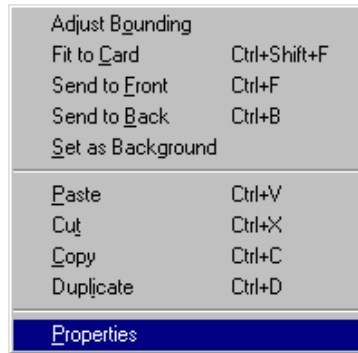 Adjust Bounding
Fit to Card Ctrl+Shift+F
Send to Front Ctrl+F
Send to Back Ctrl+B
Set as Background
Paste Ctrl+V
Cut Ctrl+X
Copy Ctrl+C
Duplicate Ctrl+D
Properties